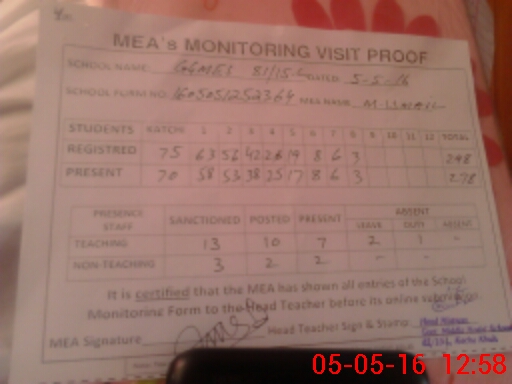 MEA's MONITORING VISIT PROOF
SCHOOL NAME 81/15-L DATED 5-5-16
SCHOOL FORM NO. MEA NAME
STUDENTS KATCHI 1 2 3 4 5 6 7 8 9 10 11 12 TOTAL
REGISTRED 75 63 56 42 26 19 8 6 3 298
PRESENT 70 58 53 38 25 17 8 6 3 278
PRESENCE STAFF SANCTIONED POSTED PRESENT ABSENT
LEAVE DUTY ABSENT
TEACHING 13 10 7 2 1 -
NON-TEACHING 3 2 2 - -
It is certified that the MEA has shown all entries of the School
Monitoring Form to the Head Teacher before its online
MEA Signature Head Teacher Sign & Stamp
05-05-16 12:58